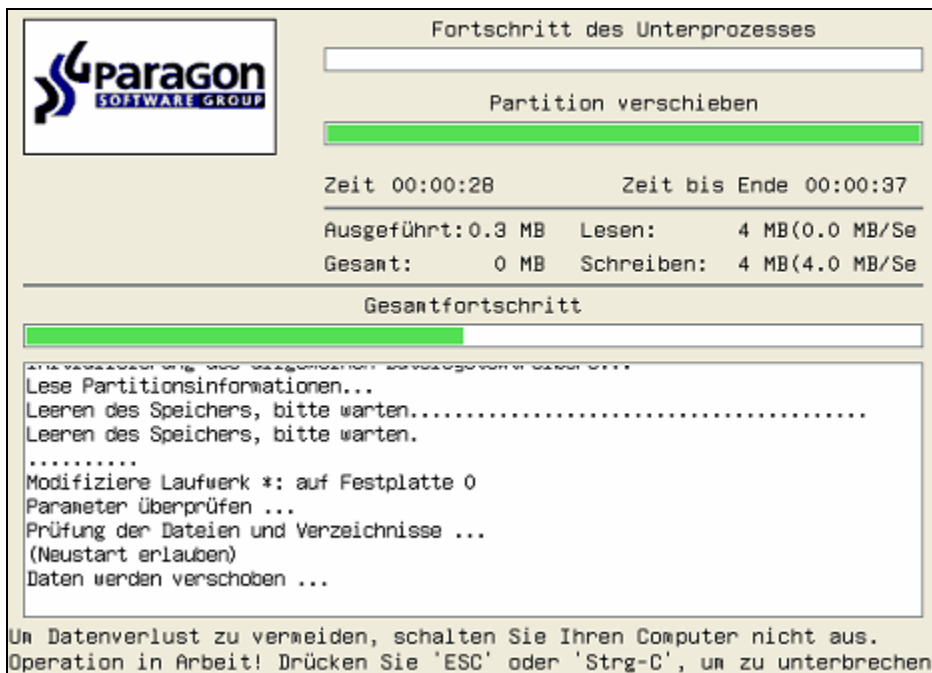 Fortschritt des Unterprozesses
Paragon
SOFTWARE GROUP
Partition verschieben
Zeit 00:00:28 Zeit bis Ende 00:00:37
Ausgeführt:0.3 MB Lesen: 4 MB(0.0 MB/Se
Gesamt: 0 MB Schreiben: 4 MB(4.0 MB/Se
Gesamtfortschritt
Initialisierung des allgemeinen Dateisystemtreibers...
Lese Partitionsinformationen...
Leeren des Speichers, bitte warten.........................................
Leeren des Speichers, bitte warten.
..........
Modifiziere Laufwerk *: auf Festplatte 0
Parameter überprüfen ...
Prüfung der Dateien und Verzeichnisse ...
(Neustart erlauben)
Daten werden verschoben ...
Um Datenverlust zu vermeiden, schalten Sie Ihren Computer nicht aus.
Operation in Arbeit! Drücken Sie 'ESC' oder 'Strg-C', um zu unterbrechen